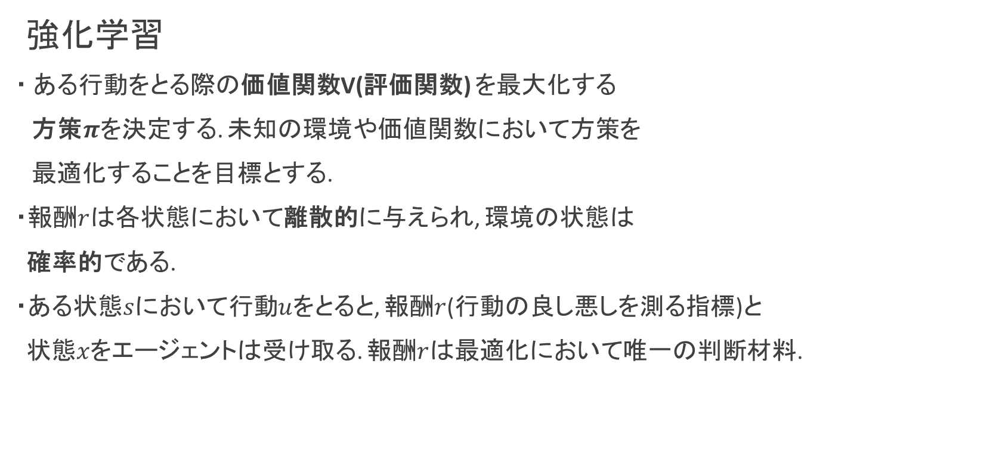 強化学習
・ ある行動をとる際の価値関数V(評価関数)を最大化する
方策πを決定する. 未知の環境や価値関数において方策を
最適化することを目標とする.
・報酬rは各状態において離散的に与えられ, 環境の状態は
確率的である.
・ある状態sにおいて行動uをとると, 報酬r(行動の良し悪しを測る指標)と
状態xをエージェントは受け取る. 報酬rは最適化において唯一の判断材料.